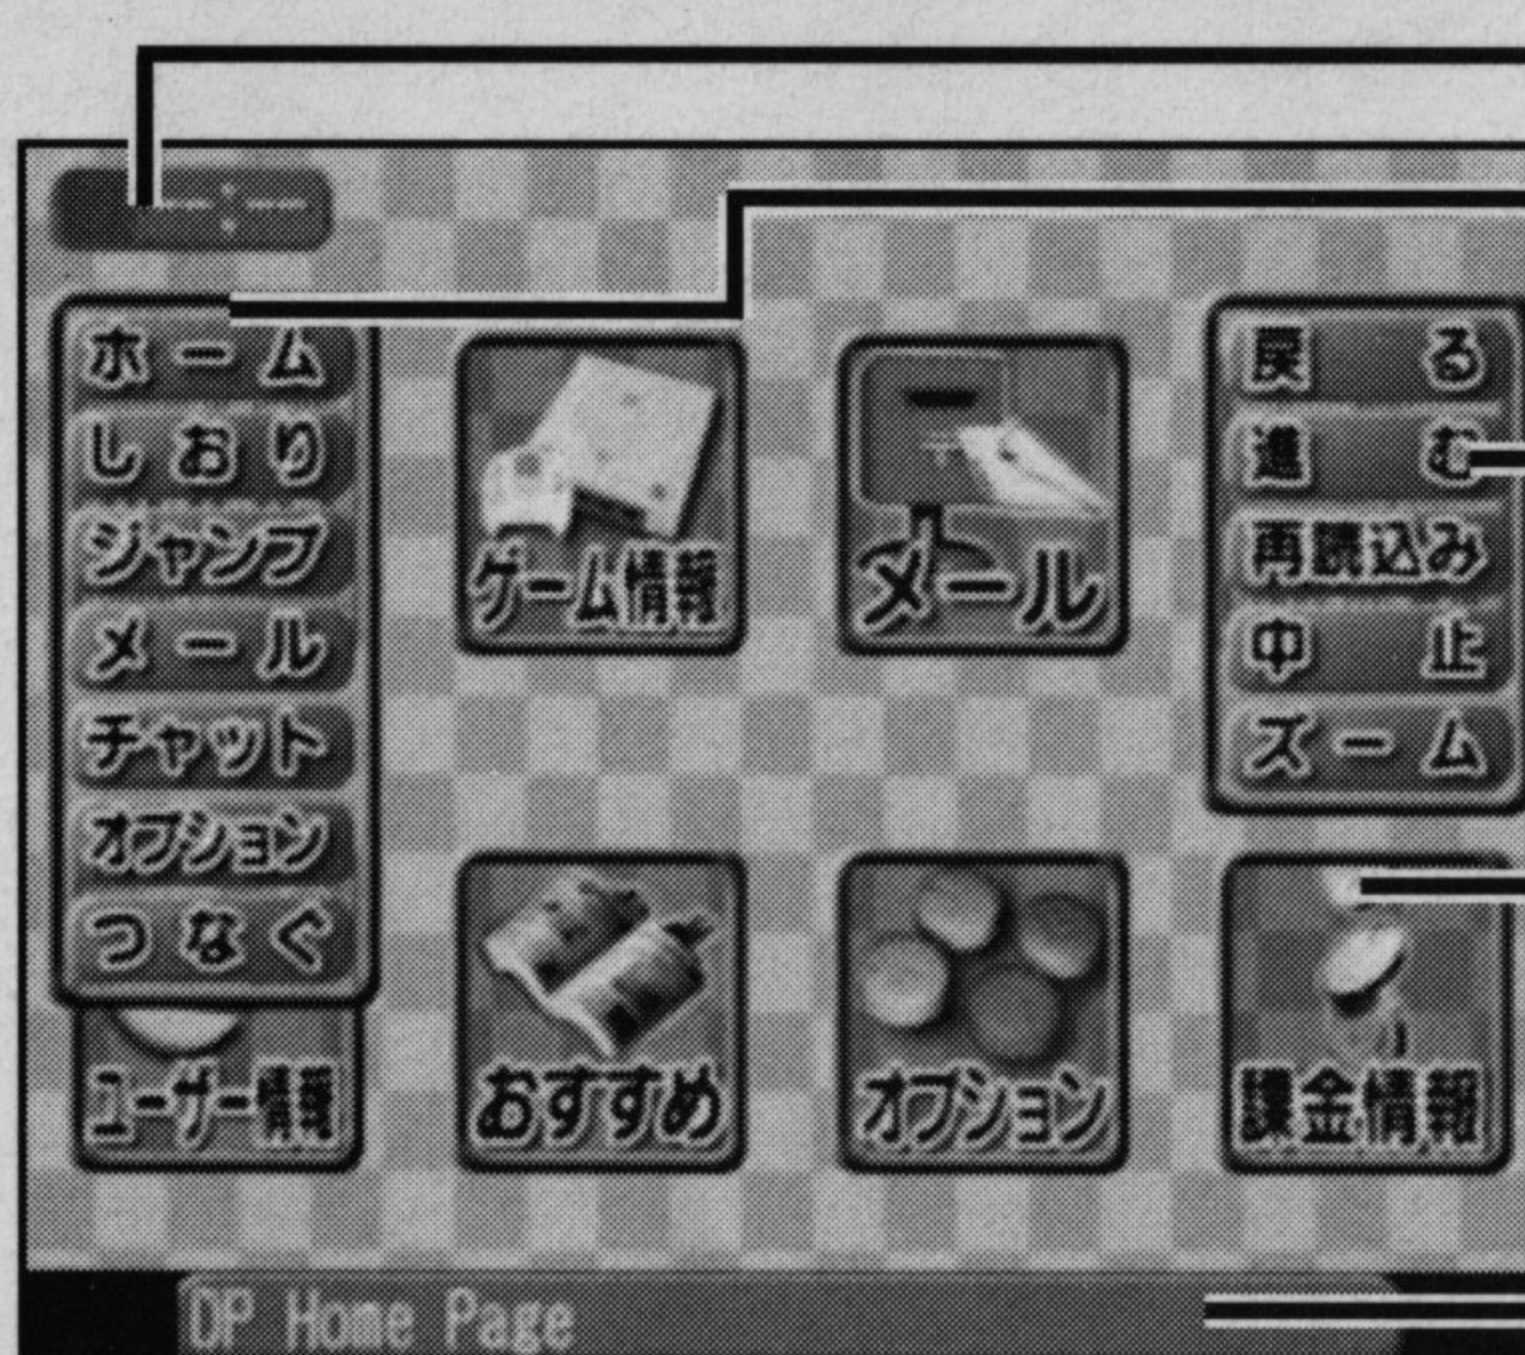 --:--
ホーム
しおり
ジャンプ
メール
チャット
オプション
つなぐ
ゲーム情報
メール
戻る
進む
再読込み
中止
ズーム
ユーザー情報
おすすめ
オプション
課金情報
DP Home Page